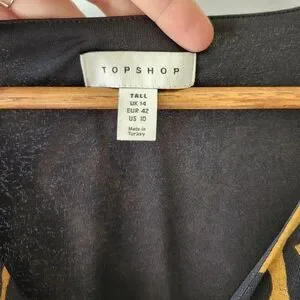 TOPSHOP
TALL
UK 14
EUR 42
US 10
Made in
Turkey